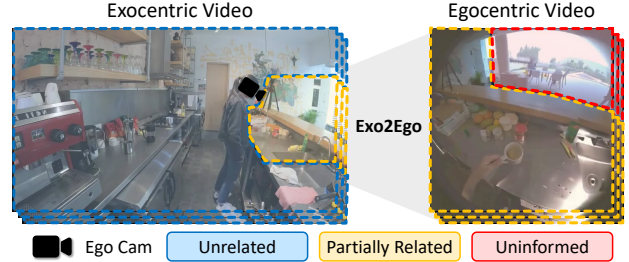 Exocentric Video
Egocentric Video
Exo2Ego
Ego Cam
Unrelated
Partially Related
Uninformed